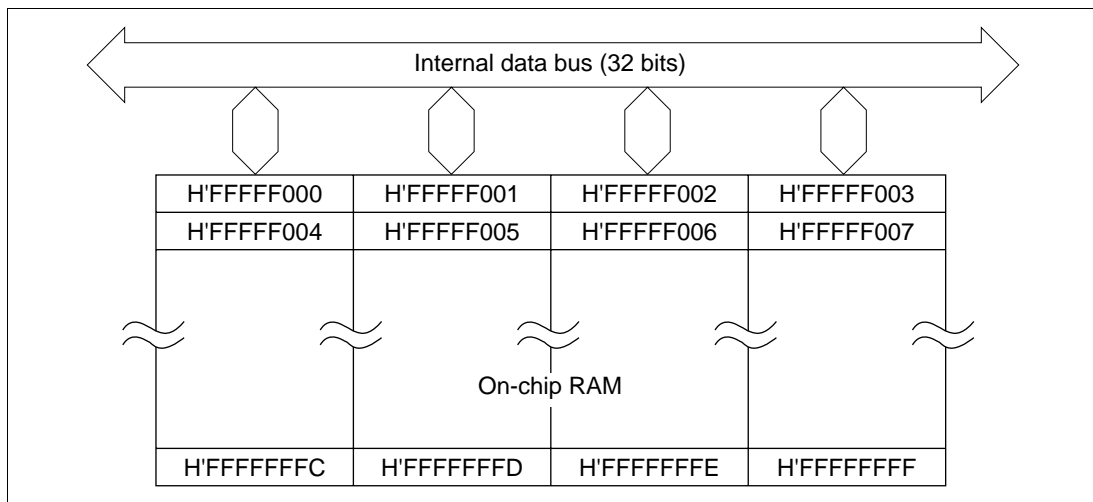 Internal data bus (32 bits)
H'FFFFF000 H'FFFFF001 H'FFFFF002 H'FFFFF003
H'FFFFF004 H'FFFFF005 H'FFFFF006 H'FFFFF007
On-chip RAM
H'FFFFFFFC H'FFFFFFFD H'FFFFFFFE H'FFFFFFFF